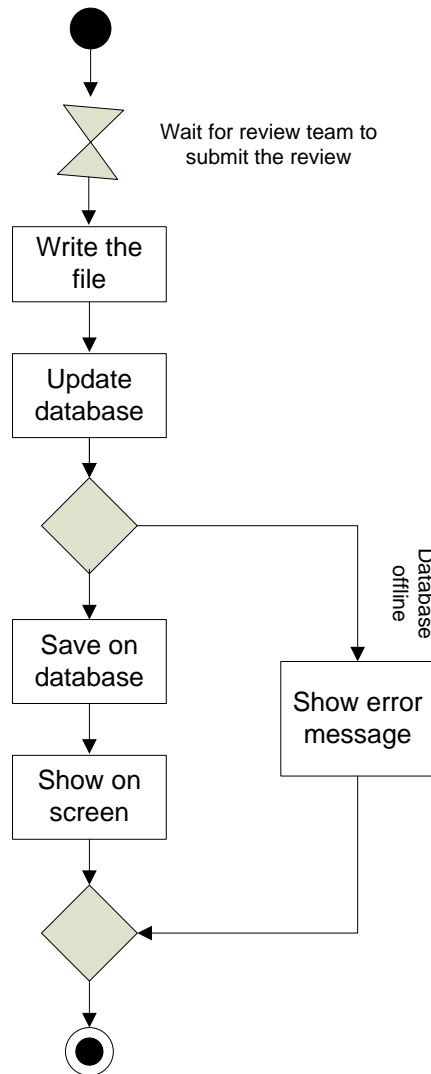 Wait for review team to
submit the review
Write the
file
Update
database
Database
offline
Save on
database
Show error
message
Show on
screen